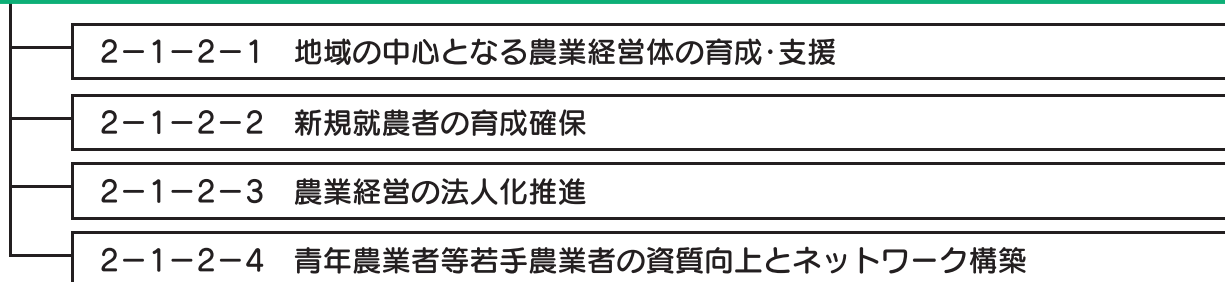 2－1－2－1　地域の中心となる農業経営体の育成・支援
2－1－2－2　新規就農者の育成確保
2－1－2－3　農業経営の法人化推進
2－1－2－4　青年農業者等若手農業者の資質向上とネットワーク構築